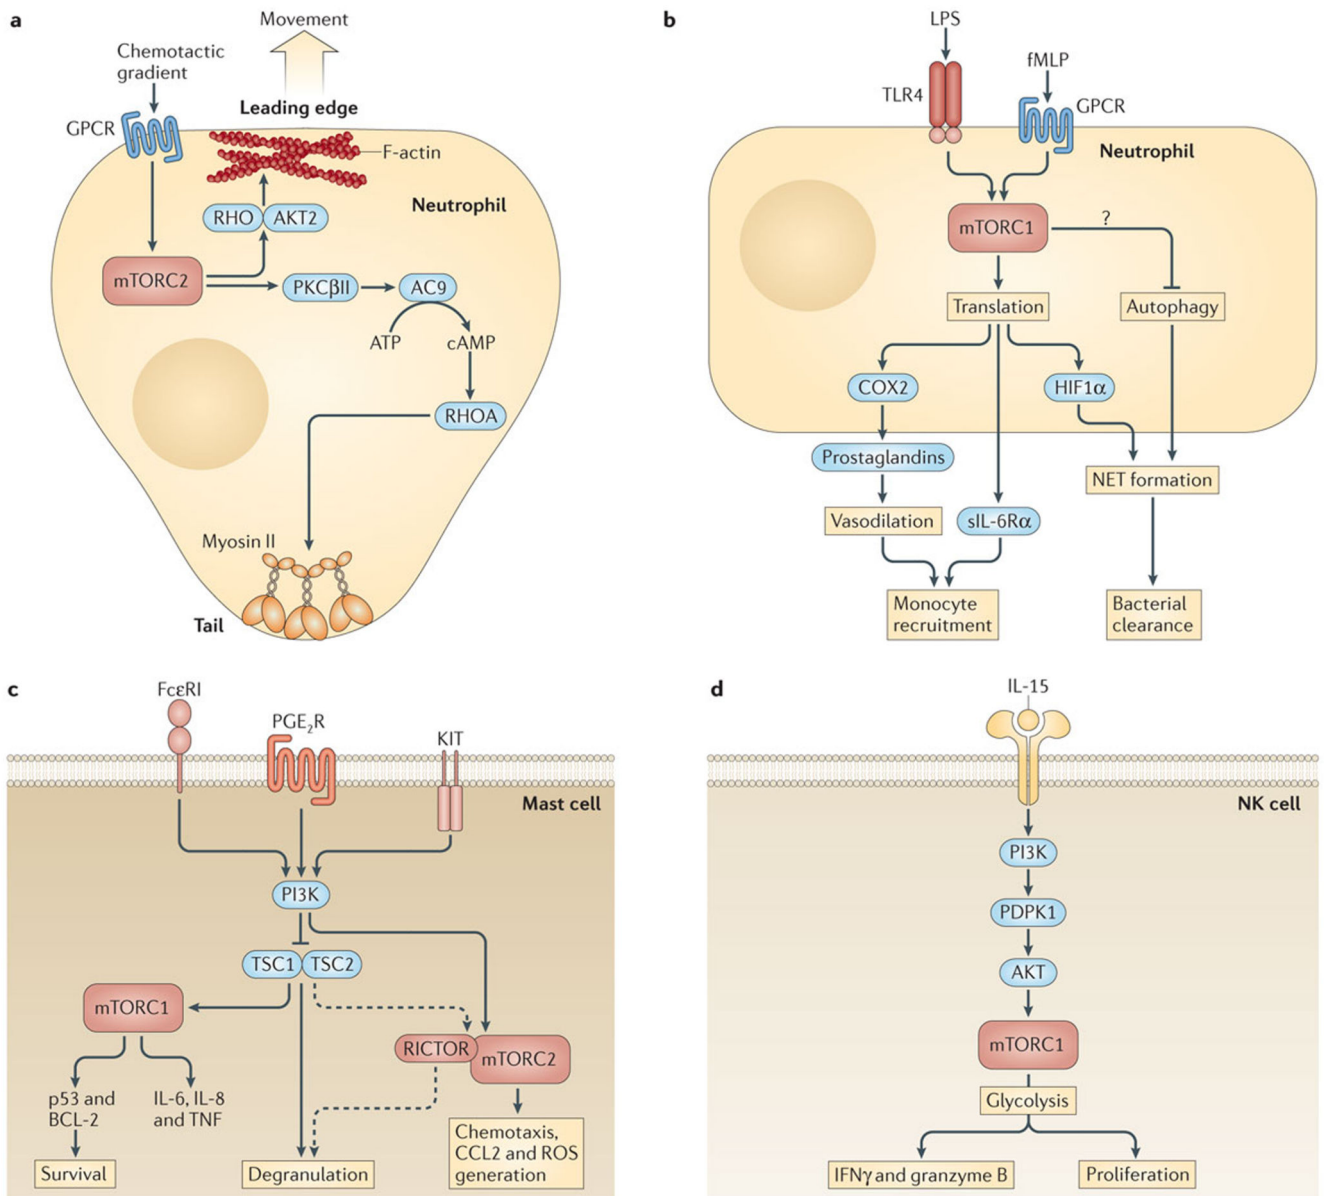 a
Movement
Chemotactic
gradient
Leading edge
GPCR
F-actin
RHO
AKT2
Neutrophil
mTORC2
PKCβII
AC9
ATP
cAMP
RHOA
Myosin II
Tail
b
LPS
fMLP
TLR4
GPCR
Neutrophil
mTORC1
?
Translation
Autophagy
COX2
HIF1α
Prostaglandins
NET formation
Vasodilation
sIL-6Rα
Monocyte
recruitment
Bacterial
clearance
c
FcεRI
PGE₂R
KIT
Mast cell
PI3K
TSC1
TSC2
mTORC1
RICTOR
mTORC2
p53 and
BCL-2
IL-6, IL-8
and TNF
Chemotaxis,
CCL2 and ROS
generation
Survival
Degranulation
d
IL-15
NK cell
PI3K
PDPK1
AKT
mTORC1
Glycolysis
IFNγ and granzyme B
Proliferation